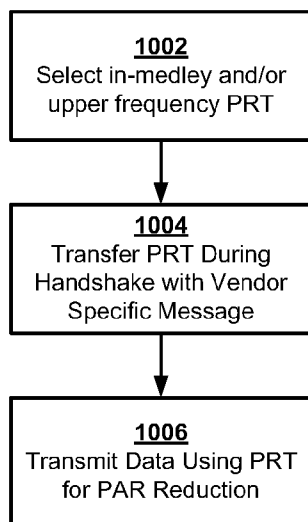 1002
Select in-medley and/or
upper frequency PRT
1004
Transfer PRT During
Handshake with Vendor
Specific Message
1006
Transmit Data Using PRT
for PAR Reduction